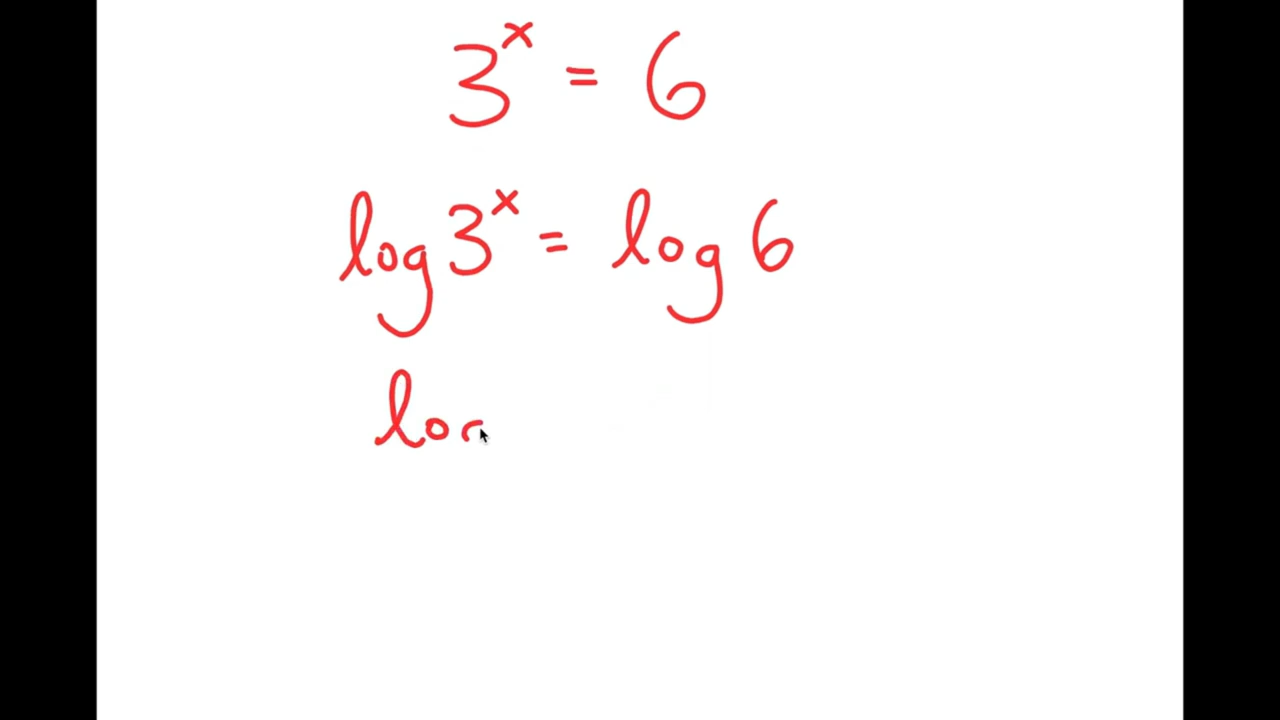 3^x = 6
log 3^x = log 6
lo